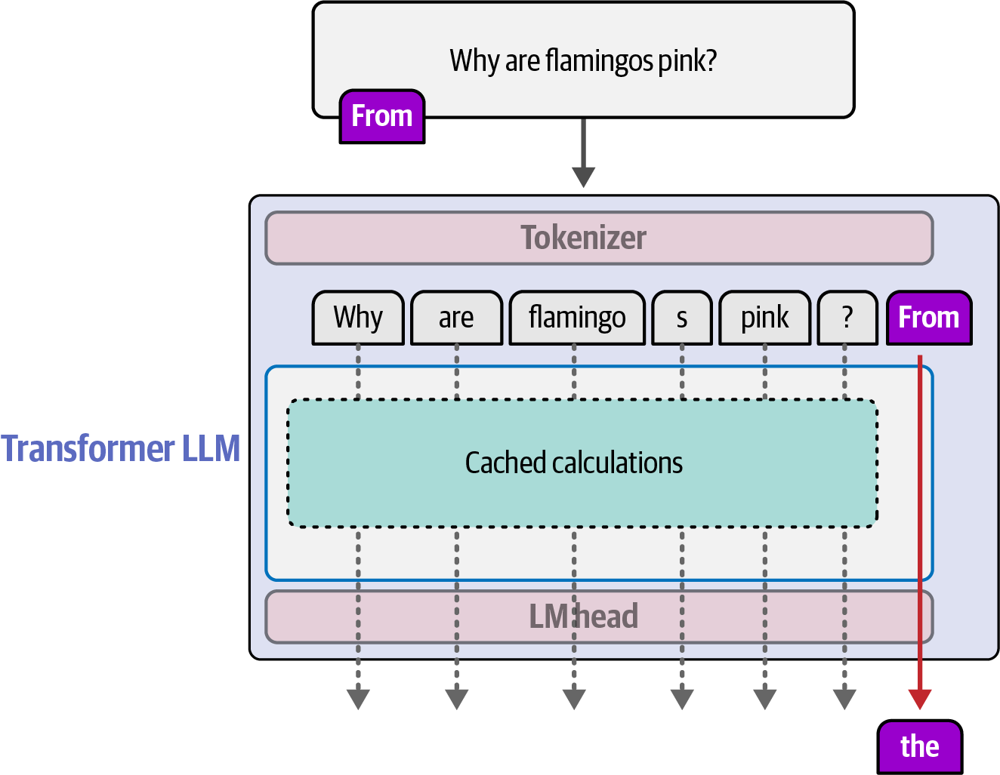 Why are flamingos pink?
From
Tokenizer
Why are flamingo s pink ? From
Cached calculations
Transformer LLM
LM head
the